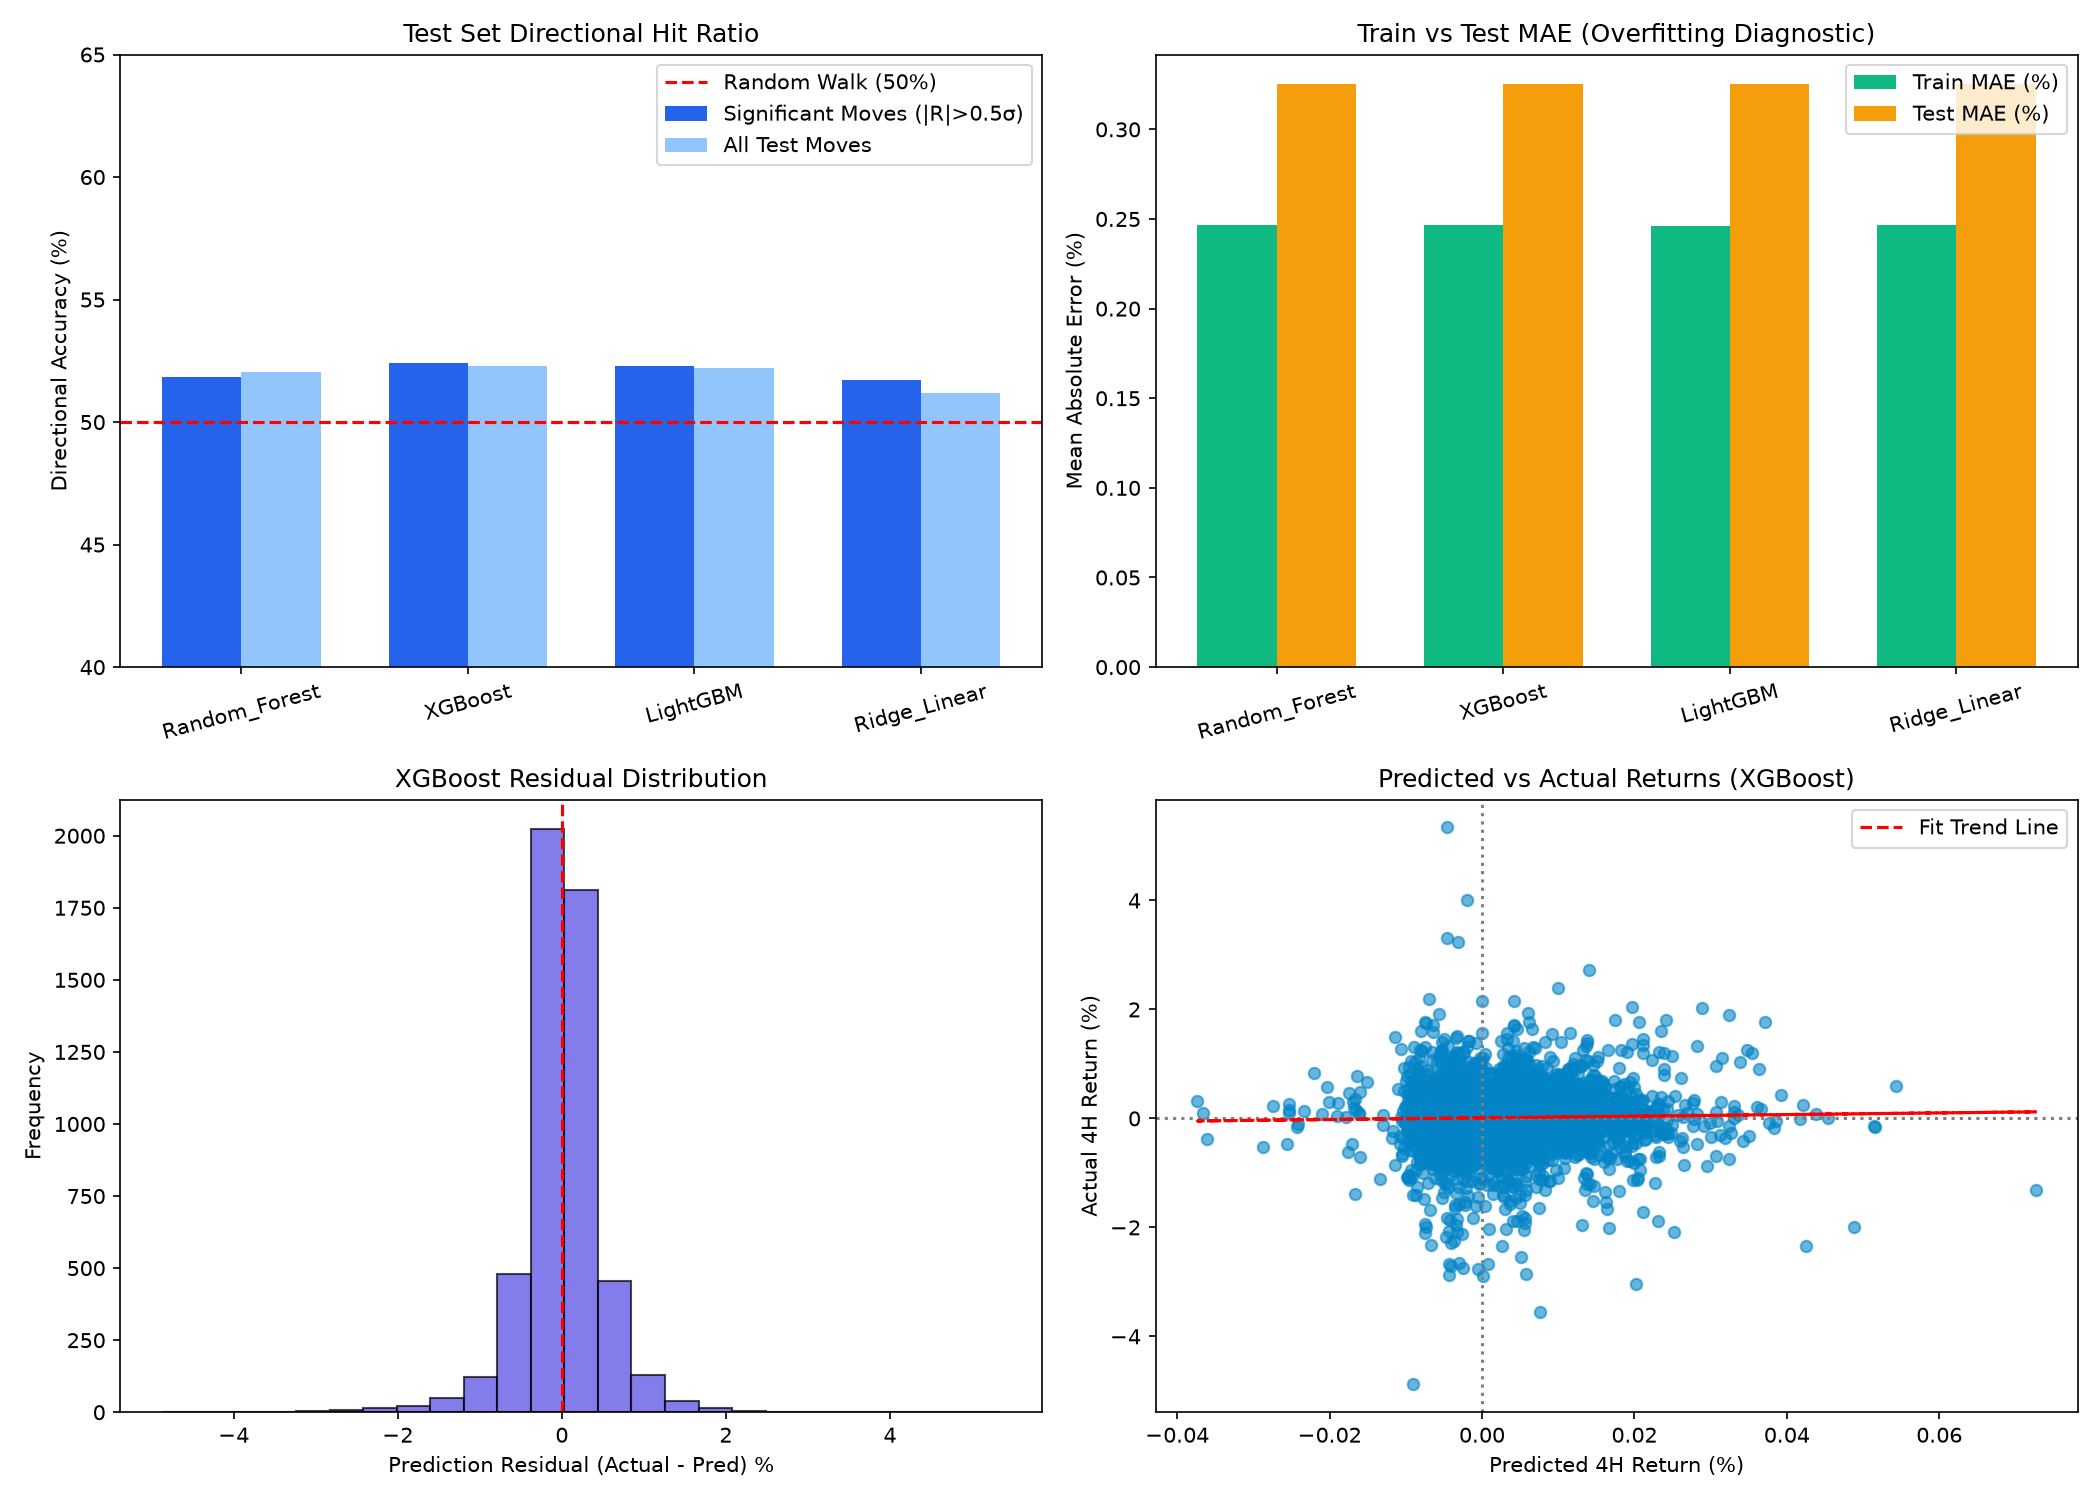 Test Set Directional Hit Ratio
Directional Accuracy (%)
65
60
55
50
45
40
Random Walk (50%)
Significant Moves (|R|>0.5σ)
All Test Moves
Random_Forest
XGBoost
LightGBM
Ridge_Linear
Train vs Test MAE (Overfitting Diagnostic)
Mean Absolute Error (%)
0.30
0.25
0.20
0.15
0.10
0.05
0.00
Train MAE (%)
Test MAE (%)
Random_Forest
XGBoost
LightGBM
Ridge_Linear
XGBoost Residual Distribution
Frequency
2000
1750
1500
1250
1000
750
500
250
0
−4
−2
0
2
4
Prediction Residual (Actual - Pred) %
Predicted vs Actual Returns (XGBoost)
Actual 4H Return (%)
4
2
0
−2
−4
Fit Trend Line
−0.04
−0.02
0.00
0.02
0.04
0.06
Predicted 4H Return (%)